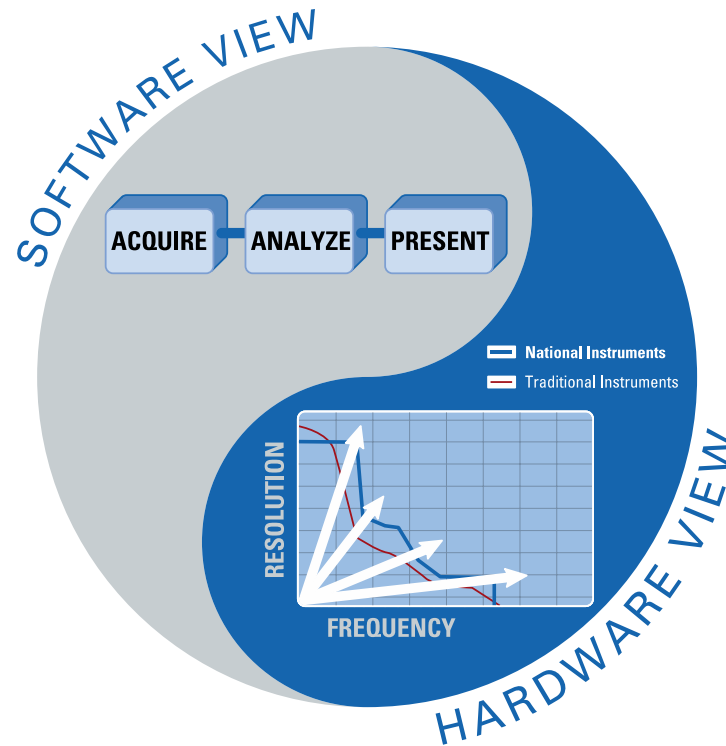 SOFTWARE VIEW
ACQUIRE
ANALYZE
PRESENT
National Instruments
Traditional Instruments
RESOLUTION
FREQUENCY
HARDWARE VIEW